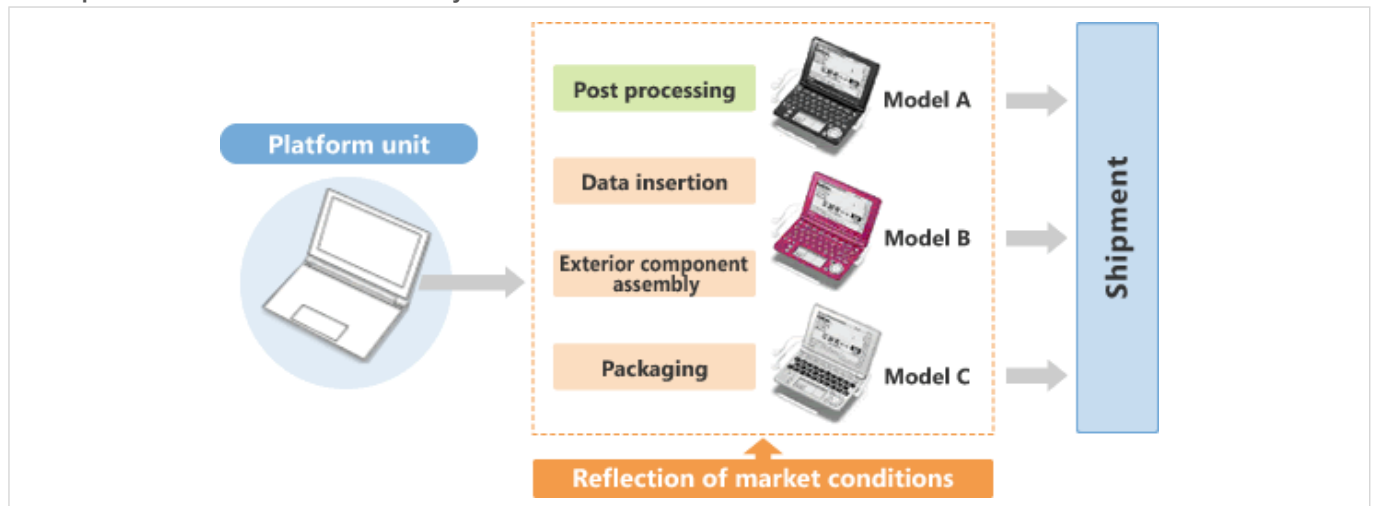 Platform unit
Post processing
Data insertion
Exterior component
assembly
Packaging
Model A
Model B
Model C
Shipment
Reflection of market conditions